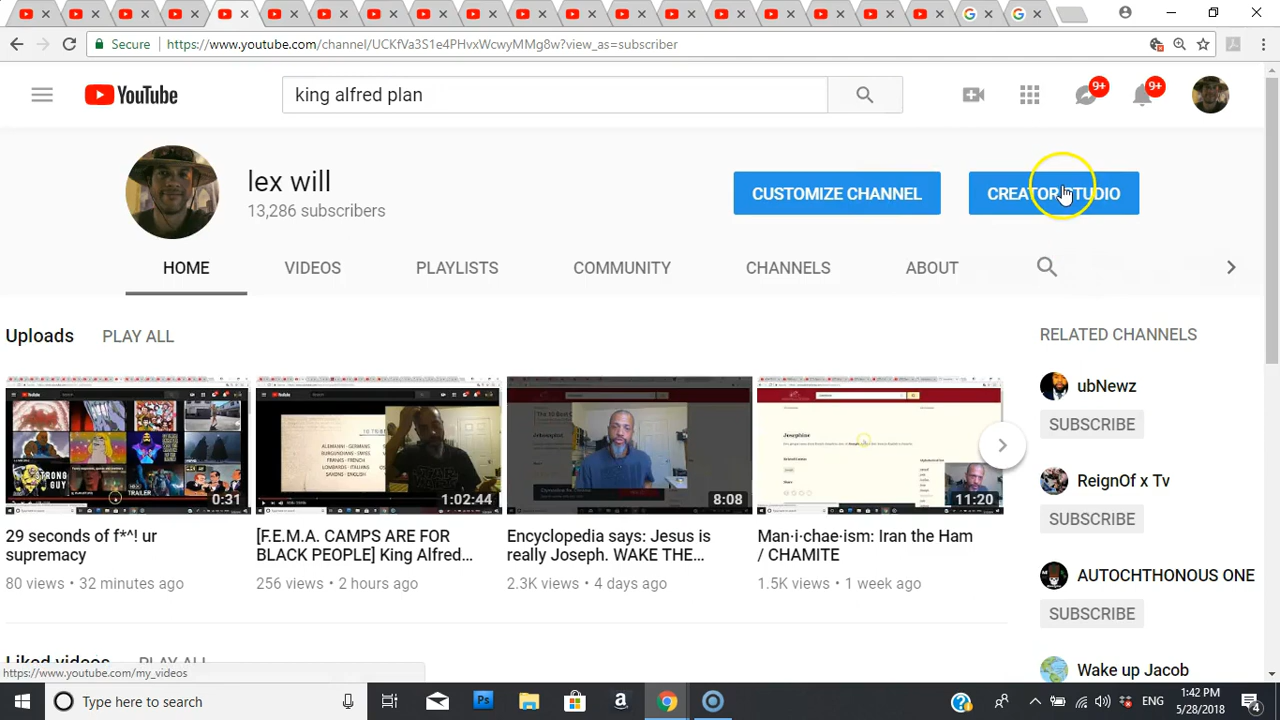 Secure
https://www.youtube.com/channel/UCKfVa3S1e4PHvxWcwyMMg8w?view_as=subscriber
YouTube
king alfred plan
9+
9+
lex will
13,286 subscribers
CUSTOMIZE CHANNEL
CREATOR STUDIO
HOME VIDEOS PLAYLISTS COMMUNITY CHANNELS ABOUT
Uploads PLAY ALL
0:31
1:02:44
8:08
11:20
29 seconds of f*^! ur
supremacy
80 views • 32 minutes ago
[F.E.M.A. CAMPS ARE FOR
BLACK PEOPLE] King Alfred...
256 views • 2 hours ago
Encyclopedia says: Jesus is
really Joseph. WAKE THE...
2.3K views • 4 days ago
Man·i·chae·ism: Iran the Ham
/ CHAMITE
1.5K views • 1 week ago
RELATED CHANNELS
ubNewz
SUBSCRIBE
ReignOf x Tv
SUBSCRIBE
AUTOCHTHONOUS ONE
SUBSCRIBE
Wake up Jacob
Liked videos PLAY ALL
https://www.youtube.com/my_videos
Type here to search
Ps
ENG
1:42 PM
5/28/2018
4